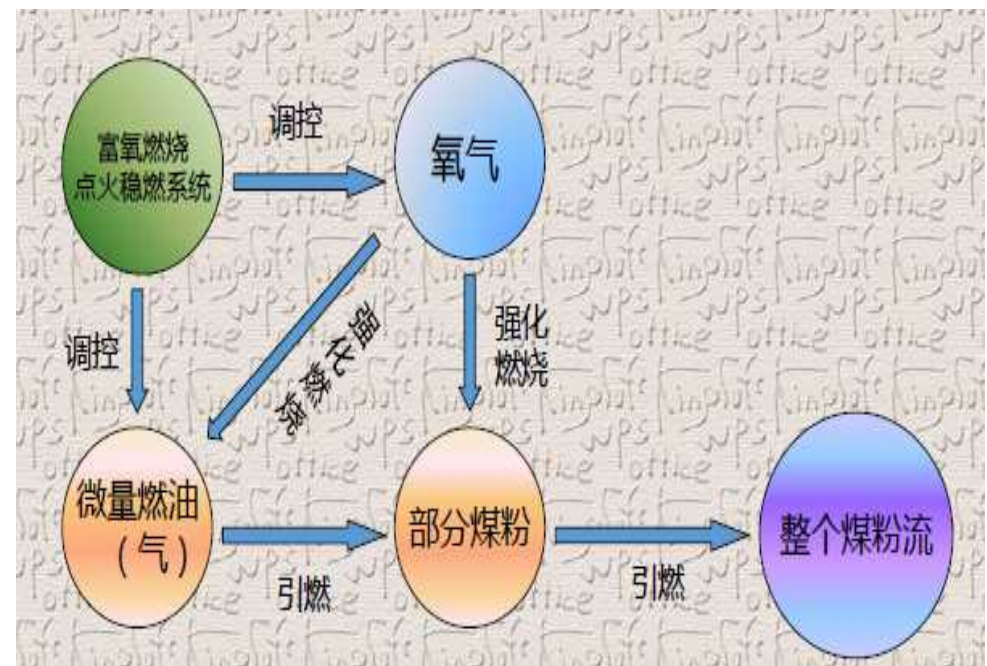 调控
富氧燃烧
点火稳燃系统
氧气
调控
强化燃烧
强化
燃烧
微量燃油
（气）
引燃
部分煤粉
引燃
整个煤粉流